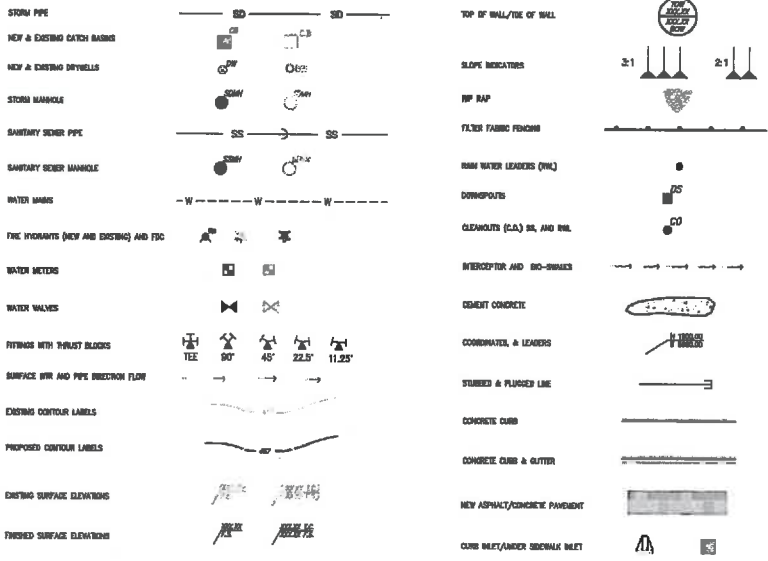 STORM PIPE
SD SD
NEW & EXISTING CATCH BASINS
CB C.B
NEW & EXISTING DRYWELLS
DW
STORM MANHOLE
SDMH
SANITARY SEWER PIPE
SS SS
SANITARY SEWER MANHOLE
SSMH
WATER MAINS
W W W
FIRE HYDRANTS (NEW AND EXISTING) AND FDC
WATER METERS
WATER VALVES
FITTINGS WITH THRUST BLOCKS
TEE 90° 45° 22.5° 11.25°
SURFACE WTR AND PIPE DIRECTION FLOW
EXISTING CONTOUR LABELS
PROPOSED CONTOUR LABELS
EXISTING SURFACE ELEVATIONS
FINISHED SURFACE ELEVATIONS
TOP OF WALL/TOE OF WALL
TOW
XXX.XX
XXX.XX
BOW
SLOPE INDICATORS
3:1 2:1
RIP RAP
FILTER FABRIC FENCING
RAIN WATER LEADERS (RWL)
DOWNSPOUTS
DS
CLEANOUTS (C.O.) SS, AND RWL
CO
INTERCEPTOR AND BIO-SWALES
CEMENT CONCRETE
COORDINATES, & LEADERS
STUBBED & PLUGGED LINE
CONCRETE CURB
CONCRETE CURB & GUTTER
NEW ASPHALT/CONCRETE PAVEMENT
CURB INLET/UNDER SIDEWALK INLET